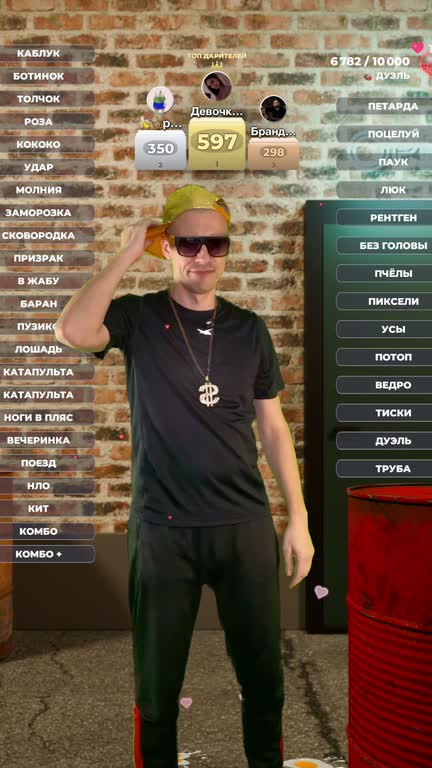 КАБЛУК
БОТИНОК
ТОЛЧОК
РОЗА
КОКОКО
УДАР
МОЛНИЯ
ЗАМОРОЗКА
СКОВОРОДКА
ПРИЗРАК
В ЖАБУ
БАРАН
ПУЗИКО
ЛОШАДЬ
КАТАПУЛЬТА
КАТАПУЛЬТА
НОГИ В ПЛЯС
ВЕЧЕРИНКА
ПОЕЗД
НЛО
КИТ
КОМБО
КОМБО +
ТОП ДАРИТЕЛЕЙ
Девочк...
р...
Бранд...
350
597
298
2
1
3
6 782 / 10 000
ДУЭЛЬ
ПЕТАРДА
ПОЦЕЛУЙ
ПАУК
ЛЮК
РЕНТГЕН
БЕЗ ГОЛОВЫ
ПЧЁЛЫ
ПИКСЕЛИ
УСЫ
ПОТОП
ВЕДРО
ТИСКИ
ДУЭЛЬ
ТРУБА